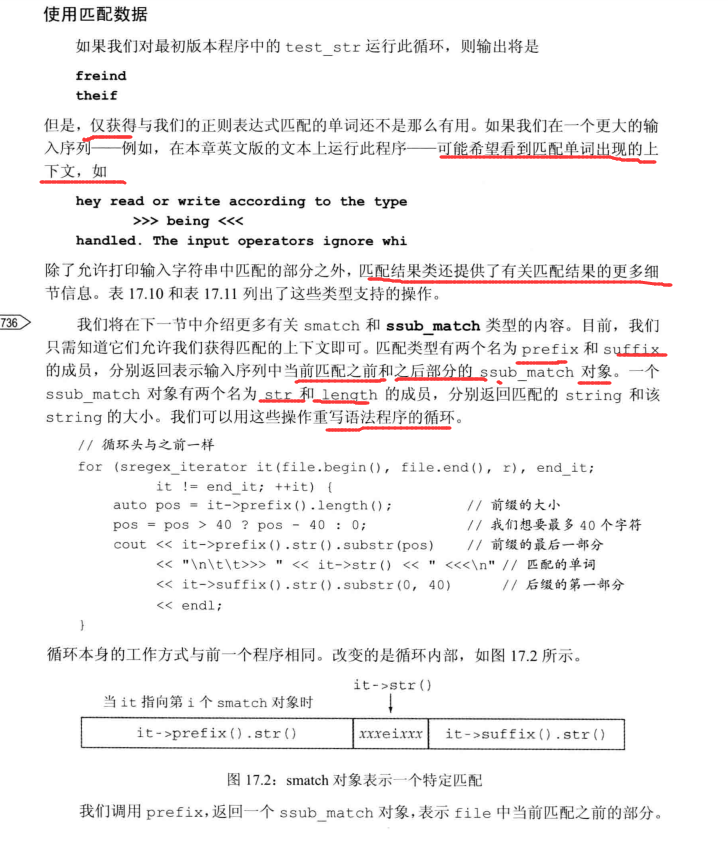 使用匹配数据
如果我们对最初版本程序中的 test_str 运行此循环，则输出将是
freind
theif
但是，仅获得与我们的正则表达式匹配的单词还不是那么有用。如果我们在一个更大的输
入序列——例如，在本章英文版的文本上运行此程序——可能希望看到匹配单词出现的上
下文，如
hey read or write according to the type
>>> being <<<
handled. The input operators ignore whi
除了允许打印输入字符串中匹配的部分之外，匹配结果类还提供了有关匹配结果的更多细
节信息。表 17.10 和表 17.11 列出了这些类型支持的操作。
736
我们将在下一节中介绍更多有关 smatch 和 ssub_match 类型的内容。目前，我们
只需知道它们允许我们获得匹配的上下文即可。匹配类型有两个名为 prefix 和 suffix
的成员，分别返回表示输入序列中当前匹配之前和之后部分的 ssub_match 对象。一个
ssub_match 对象有两个名为 str 和 length 的成员，分别返回匹配的 string 和该
string 的大小。我们可以用这些操作重写语法程序的循环。
// 循环头与之前一样
for (sregex_iterator it(file.begin(), file.end(), r), end_it;
it != end_it; ++it) {
auto pos = it->prefix().length(); // 前缀的大小
pos = pos > 40 ? pos - 40 : 0; // 我们想要最多 40 个字符
cout << it->prefix().str().substr(pos) // 前缀的最后一部分
<< "\n\t\t>>> " << it->str() << " <<<\n" // 匹配的单词
<< it->suffix().str().substr(0, 40) // 后缀的第一部分
<< endl;
}
循环本身的工作方式与前一个程序相同。改变的是循环内部，如图 17.2 所示。
it->str()
当 it 指向第 i 个 smatch 对象时
it->prefix().str() xxxeixxx it->suffix().str()
图 17.2：smatch 对象表示一个特定匹配
我们调用 prefix，返回一个 ssub_match 对象，表示 file 中当前匹配之前的部分。